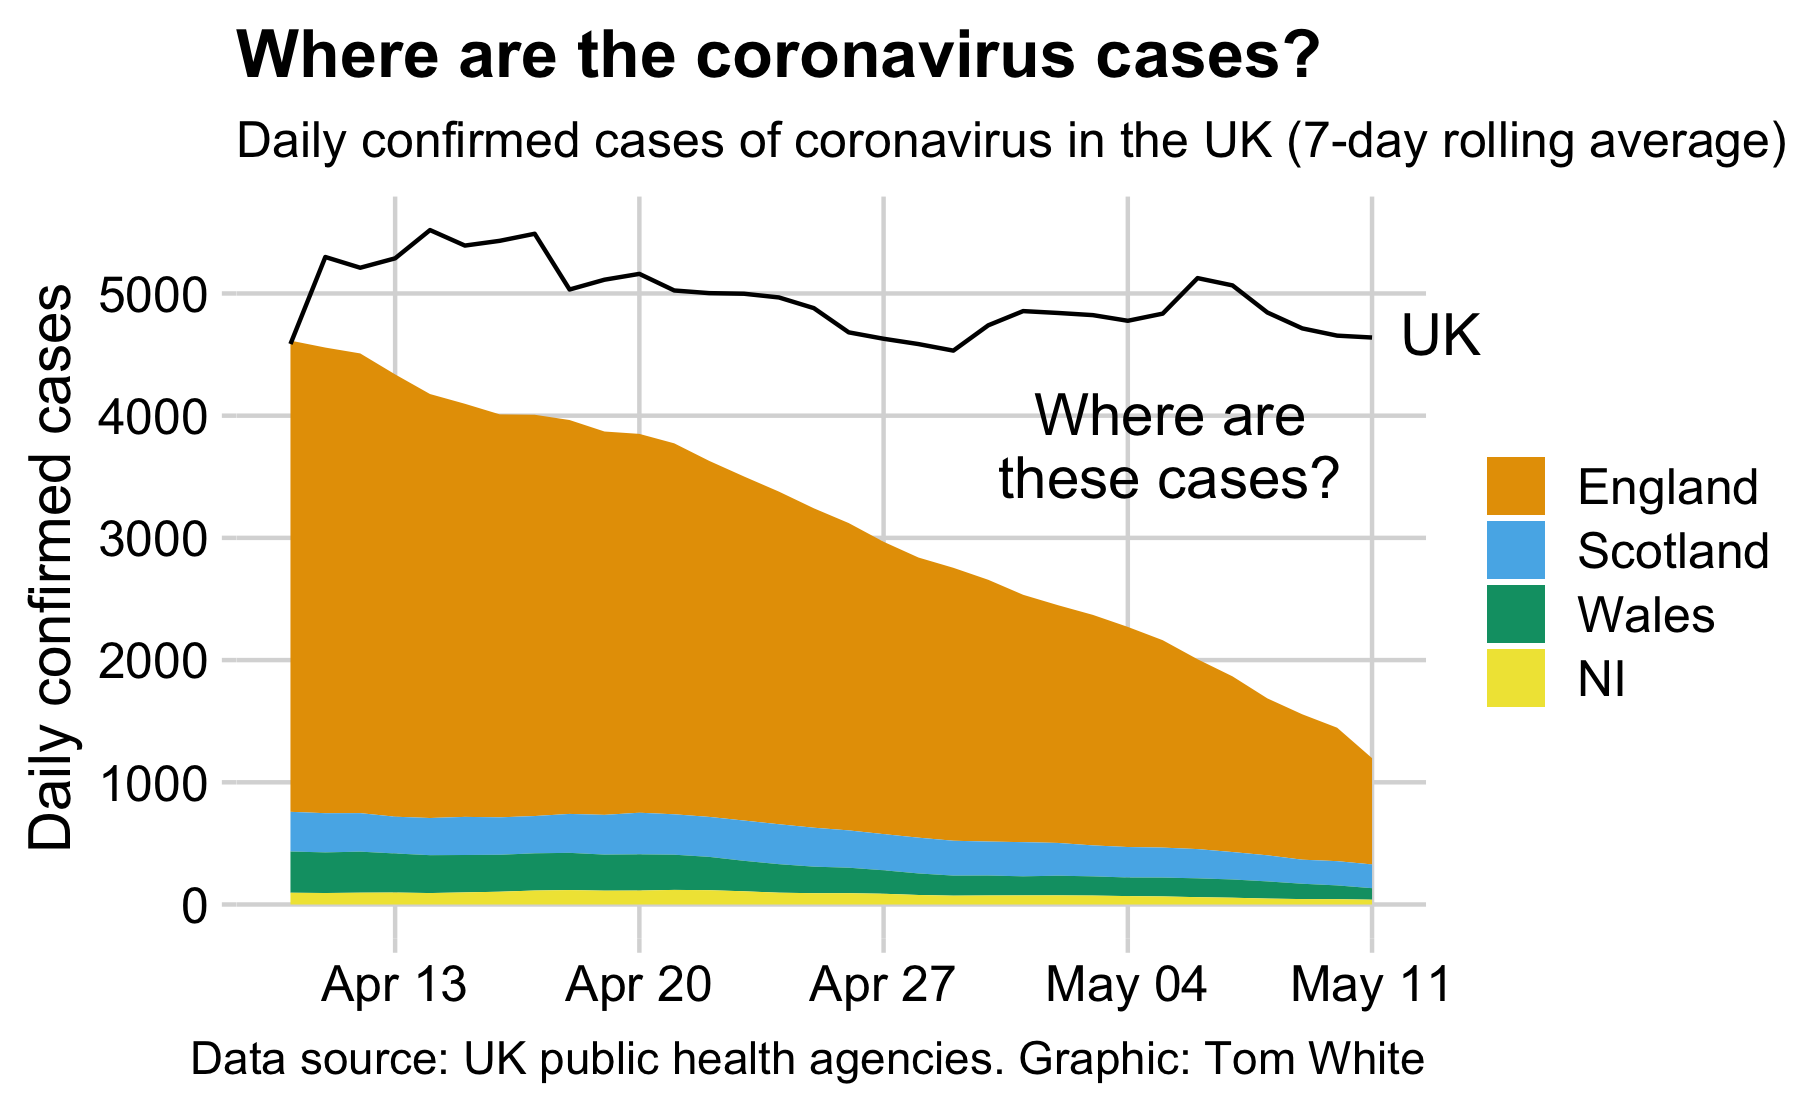 Where are the coronavirus cases?
Daily confirmed cases of coronavirus in the UK (7-day rolling average)
Daily confirmed cases
5000
4000
3000
2000
1000
0
UK
Where are
these cases?
England
Scotland
Wales
NI
Apr 13
Apr 20
Apr 27
May 04
May 11
Data source: UK public health agencies. Graphic: Tom White